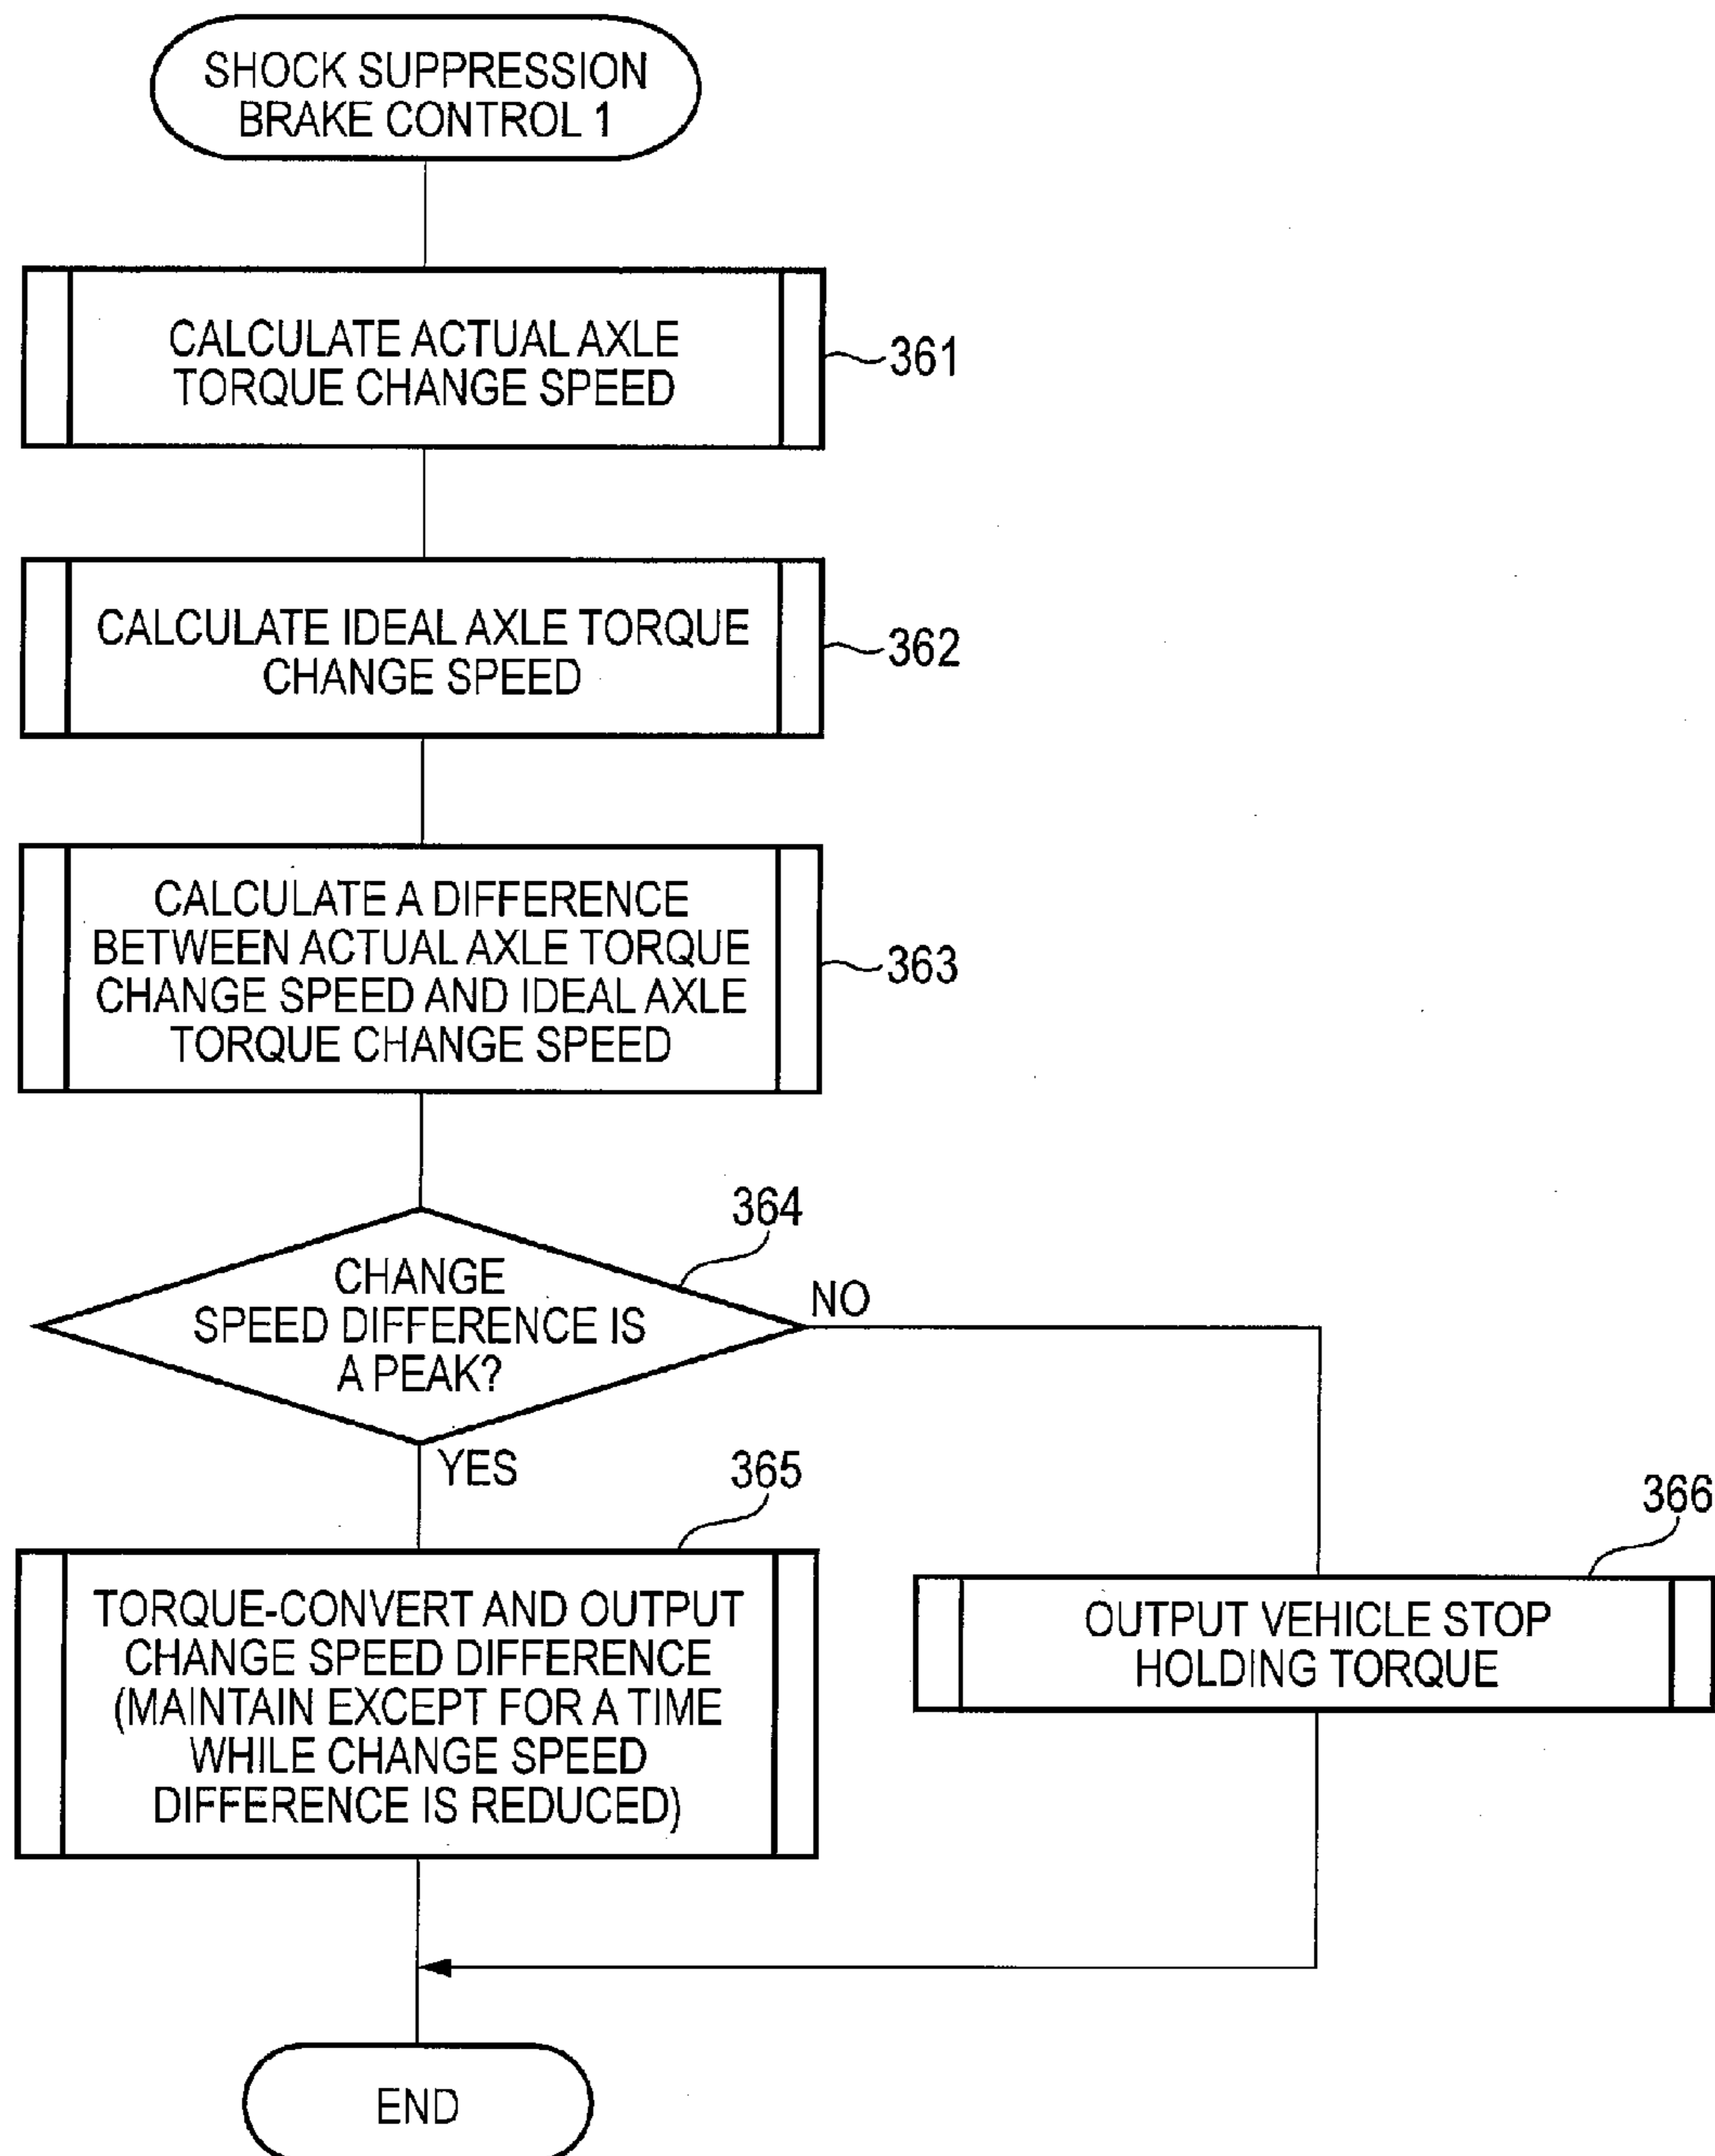 SHOCK SUPPRESSION
BRAKE CONTROL 1
CALCULATE ACTUAL AXLE
TORQUE CHANGE SPEED
361
CALCULATE IDEAL AXLE TORQUE
CHANGE SPEED
362
CALCULATE A DIFFERENCE
BETWEEN ACTUAL AXLE TORQUE
CHANGE SPEED AND IDEAL AXLE
TORQUE CHANGE SPEED
363
364
CHANGE
SPEED DIFFERENCE IS
A PEAK?
NO
YES
365
TORQUE-CONVERT AND OUTPUT
CHANGE SPEED DIFFERENCE
(MAINTAIN EXCEPT FOR A TIME
WHILE CHANGE SPEED
DIFFERENCE IS REDUCED)
366
OUTPUT VEHICLE STOP
HOLDING TORQUE
END